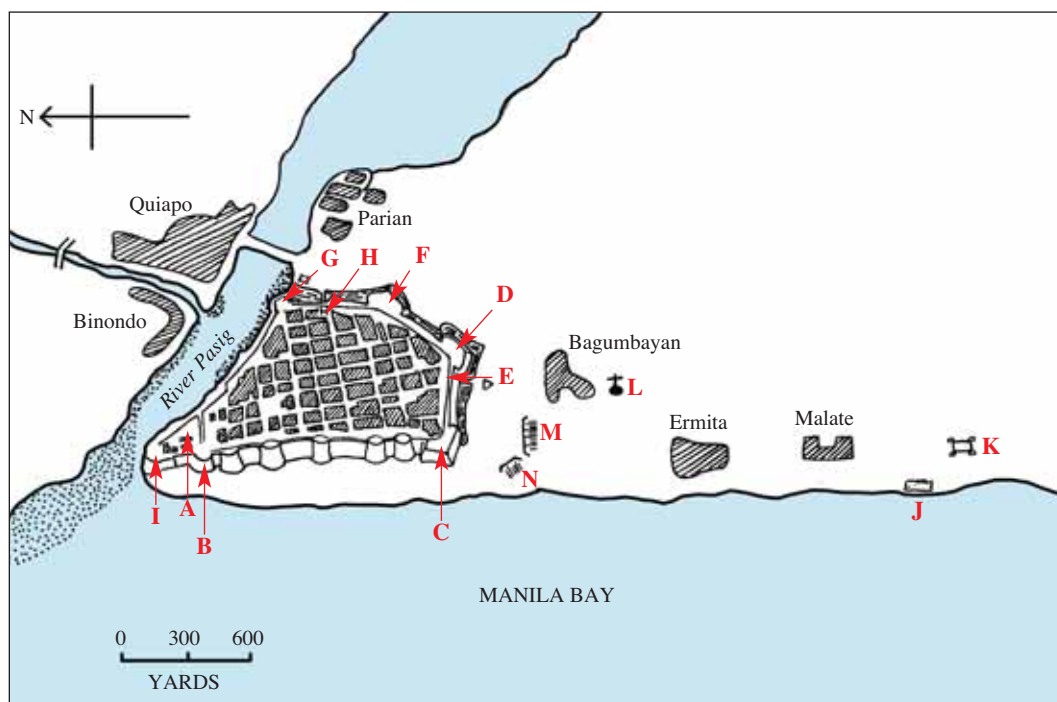 N
Quiapo
Parian
G
H
F
D
Binondo
River Pasig
Bagumbayan
E
L
Ermita
Malate
M
K
N
I
A
B
C
J
MANILA BAY
0 300 600
YARDS